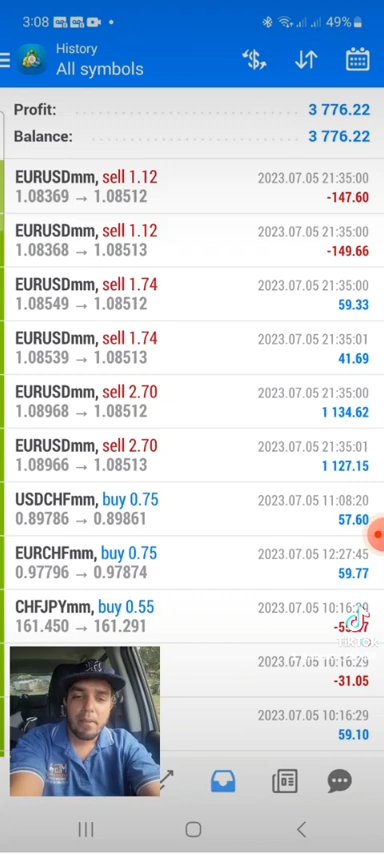 3:08 49%
History
All symbols
Profit: 3 776.22
Balance: 3 776.22
EURUSDmm, sell 1.12 2023.07.05 21:35:00
1.08369 → 1.08512 -147.60
EURUSDmm, sell 1.12 2023.07.05 21:35:00
1.08368 → 1.08513 -149.66
EURUSDmm, sell 1.74 2023.07.05 21:35:00
1.08549 → 1.08512 59.33
EURUSDmm, sell 1.74 2023.07.05 21:35:01
1.08539 → 1.08513 41.69
EURUSDmm, sell 2.70 2023.07.05 21:35:00
1.08968 → 1.08512 1 134.62
EURUSDmm, sell 2.70 2023.07.05 21:35:01
1.08966 → 1.08513 1 127.15
USDCHFmm, buy 0.75 2023.07.05 11:08:20
0.89786 → 0.89861 57.60
EURCHFmm, buy 0.75 2023.07.05 12:27:45
0.97796 → 0.97874 59.77
CHFJPYmm, buy 0.55 2023.07.05 10:16:29
161.450 → 161.291
TikTok
2023.07.05 10:16:29
-31.05
2023.07.05 10:16:29
59.10